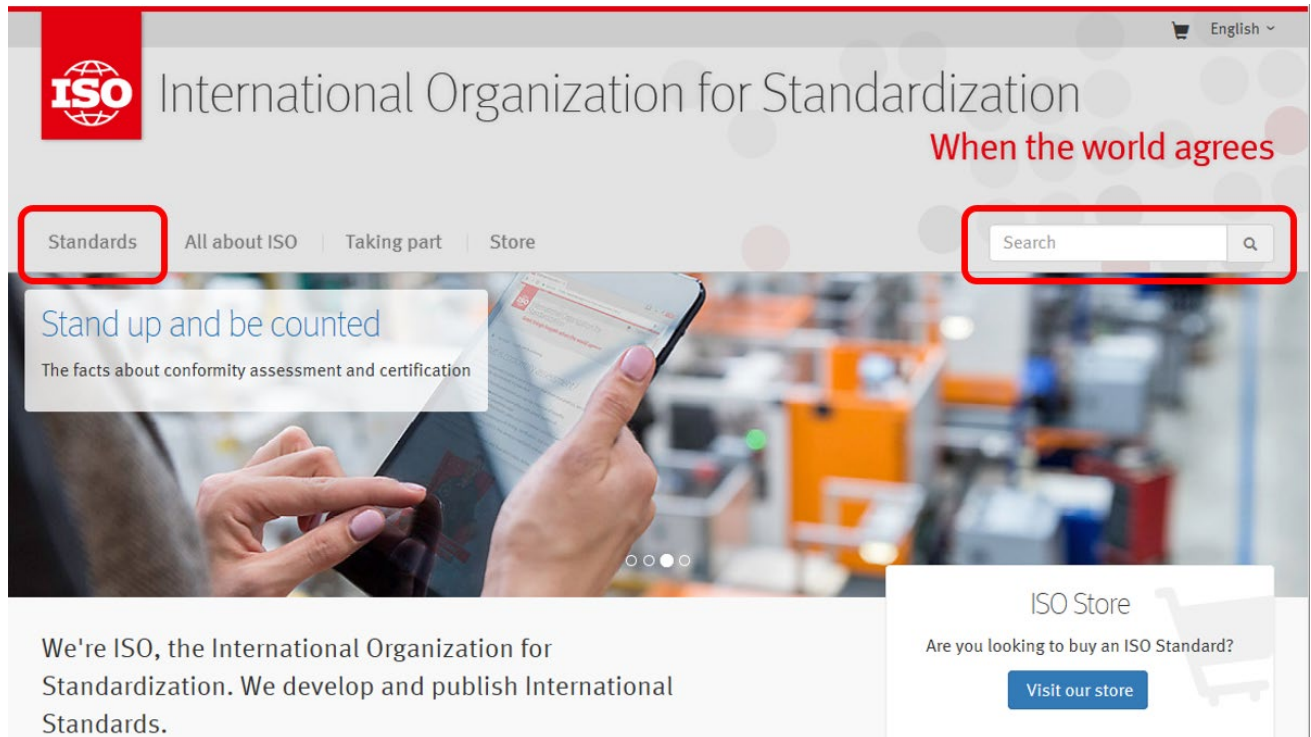 English
ISO
International Organization for Standardization
When the world agrees
Standards
All about ISO
Taking part
Store
Search
Stand up and be counted
The facts about conformity assessment and certification
We're ISO, the International Organization for
Standardization. We develop and publish International
Standards.
ISO Store
Are you looking to buy an ISO Standard?
Visit our store